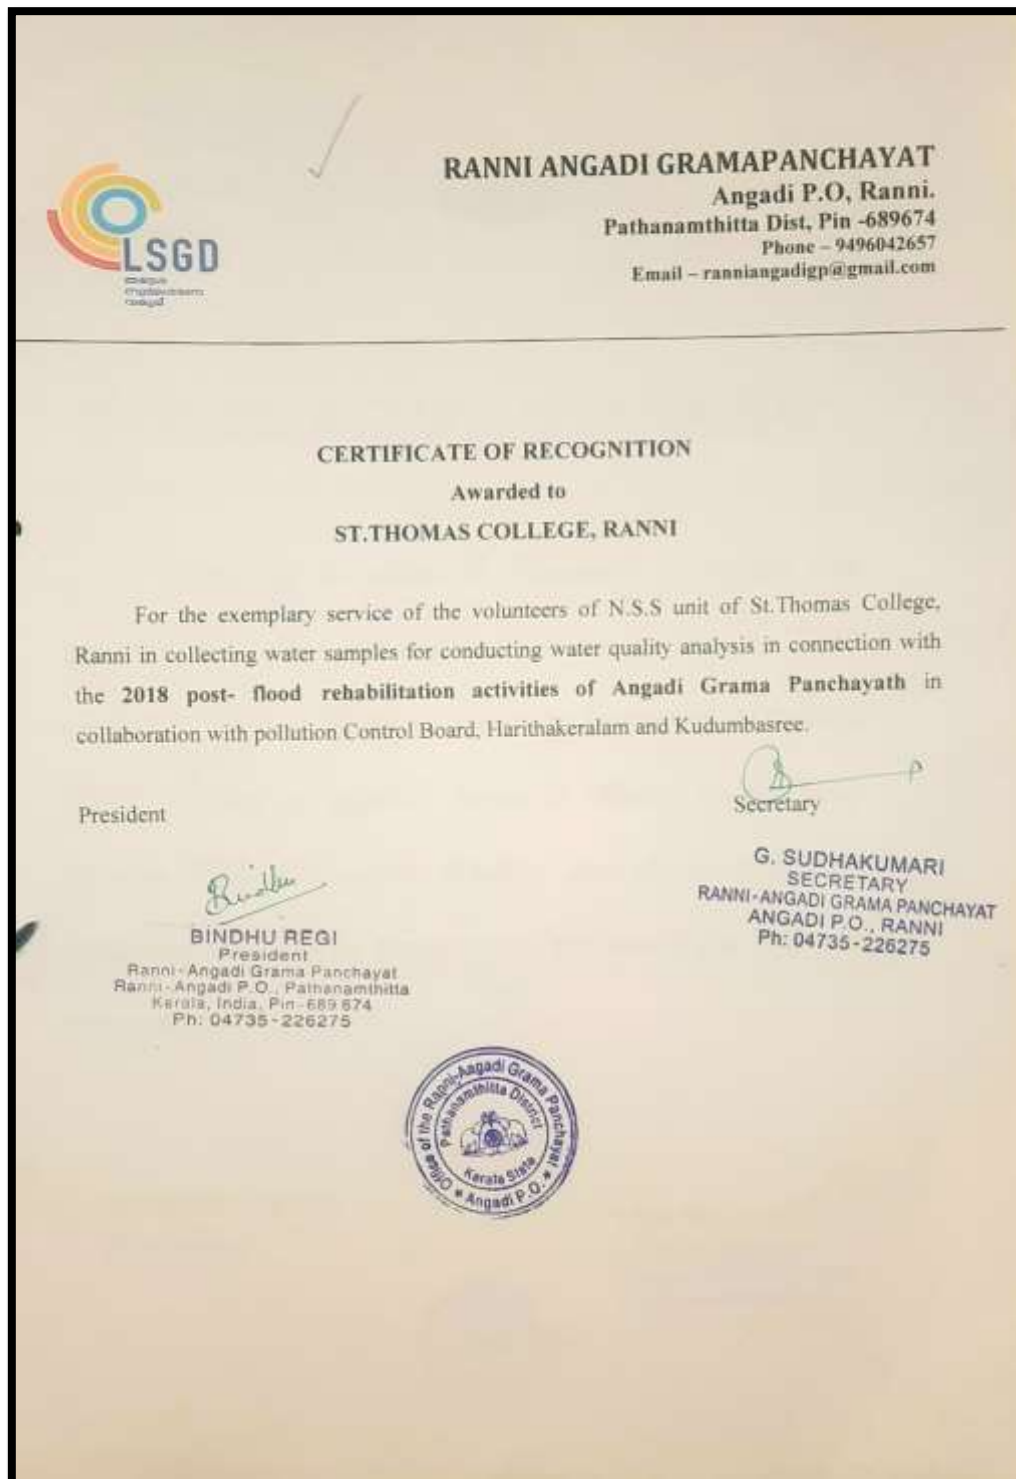 LSGD
RANNI ANGADI GRAMAPANCHAYAT
Angadi P.O, Ranni.
Pathanamthitta Dist, Pin -689674
Phone – 9496042657
Email – ranniangadigp@gmail.com
CERTIFICATE OF RECOGNITION
Awarded to
ST.THOMAS COLLEGE, RANNI
For the exemplary service of the volunteers of N.S.S unit of St.Thomas College,
Ranni in collecting water samples for conducting water quality analysis in connection with
the 2018 post- flood rehabilitation activities of Angadi Grama Panchayath in
collaboration with pollution Control Board, Harithakeralam and Kudumbasree.
President
Secretary
Bindhu
BINDHU REGI
President
Ranni-Angadi Grama Panchayat
Ranni-Angadi P.O., Pathanamthitta
Kerala, India, Pin-689 674
Ph: 04735-226275
G. SUDHAKUMARI
SECRETARY
RANNI-ANGADI GRAMA PANCHAYAT
ANGADI P.O., RANNI
Ph: 04735-226275
Office of the Ranni-Angadi Grama Panchayat
Pathanamthitta District
Kerala State
* Angadi P.O. *